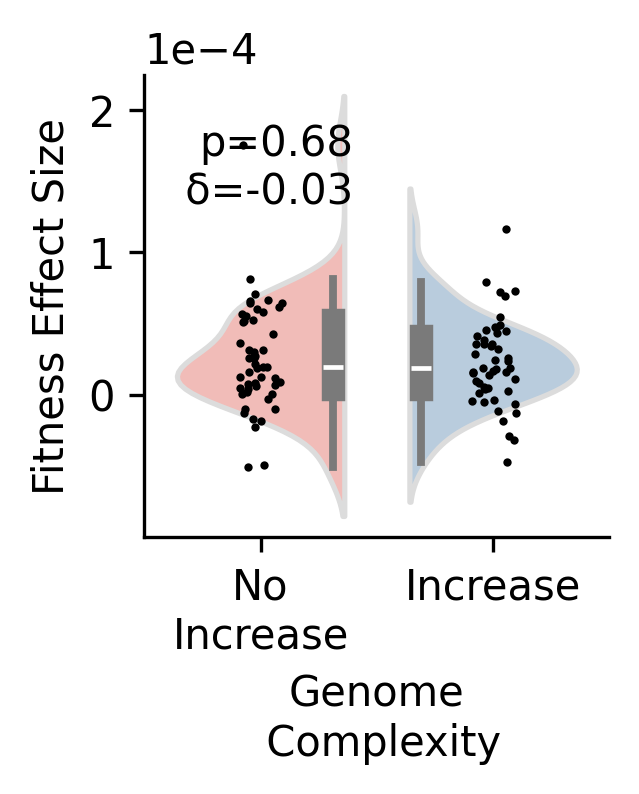 1e−4
2
p=0.68
δ=-0.03
1
0
Fitness Effect Size
No
Increase
Increase
Genome
Complexity